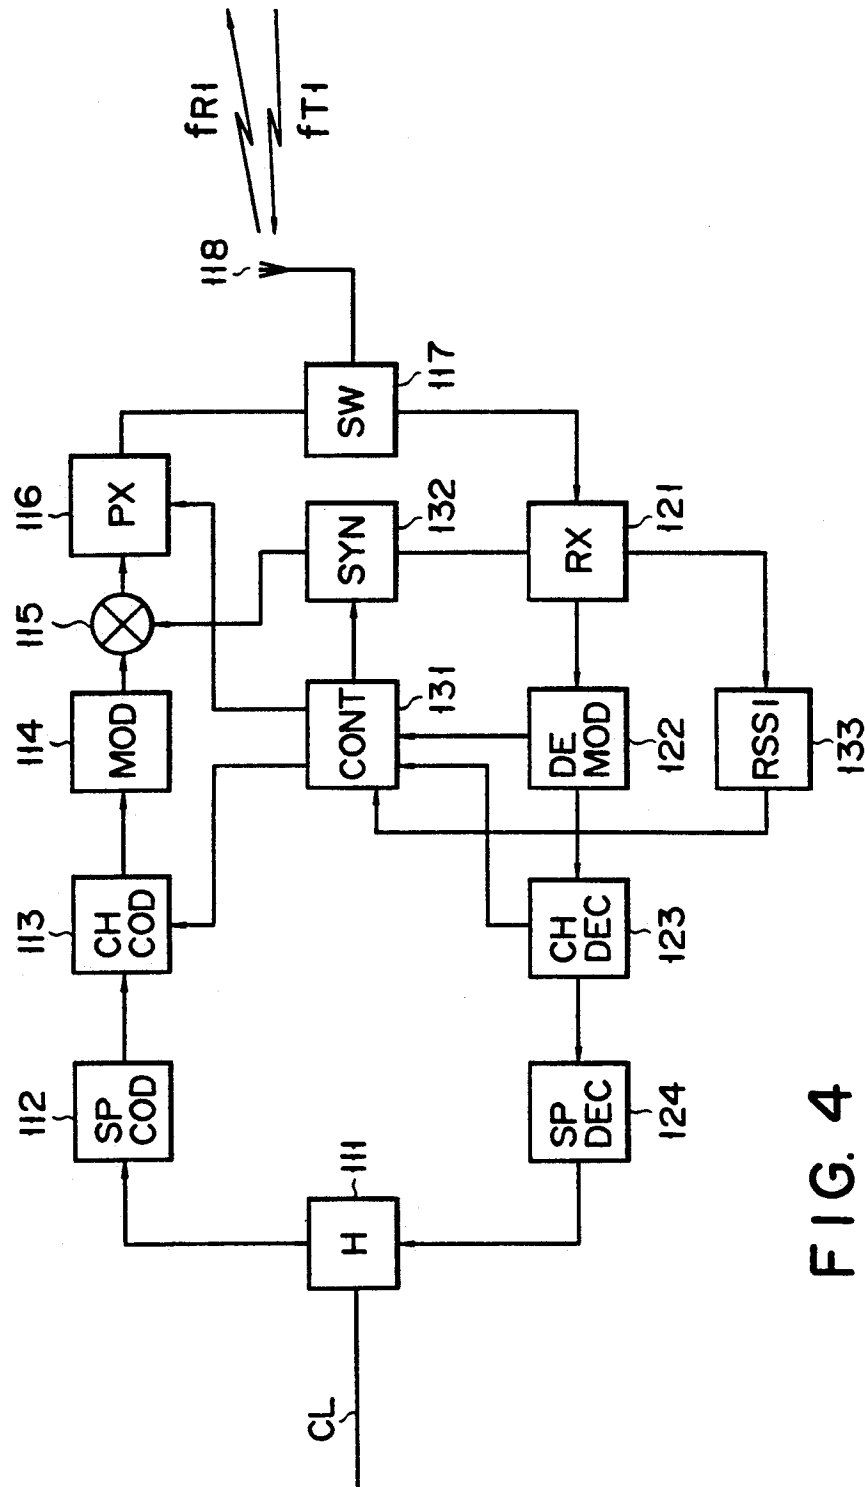 CL
H
111
SP
COD
112
CH
COD
113
MOD
114
115
PX
116
SW
117
118
fR1
fT1
CONT
131
SYN
132
RX
121
DE
MOD
122
CH
DEC
123
SP
DEC
124
RSSI
133
FIG. 4